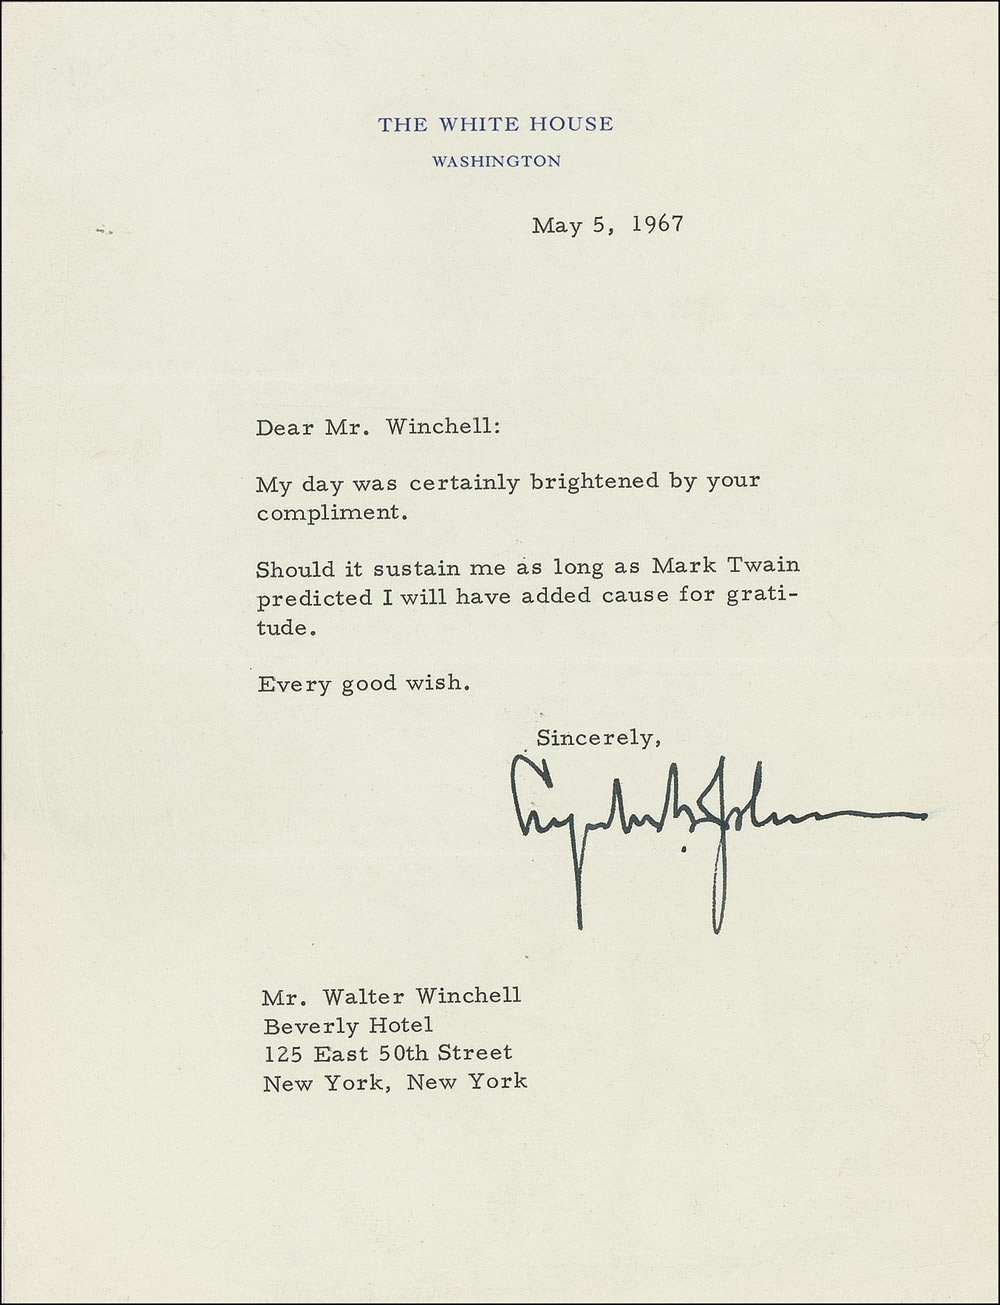 THE WHITE HOUSE
WASHINGTON
May 5, 1967
Dear Mr. Winchell:
My day was certainly brightened by your
compliment.
Should it sustain me as long as Mark Twain
predicted I will have added cause for grati-
tude.
Every good wish.
Sincerely,
Lyndon B. Johnson
Mr. Walter Winchell
Beverly Hotel
125 East 50th Street
New York, New York